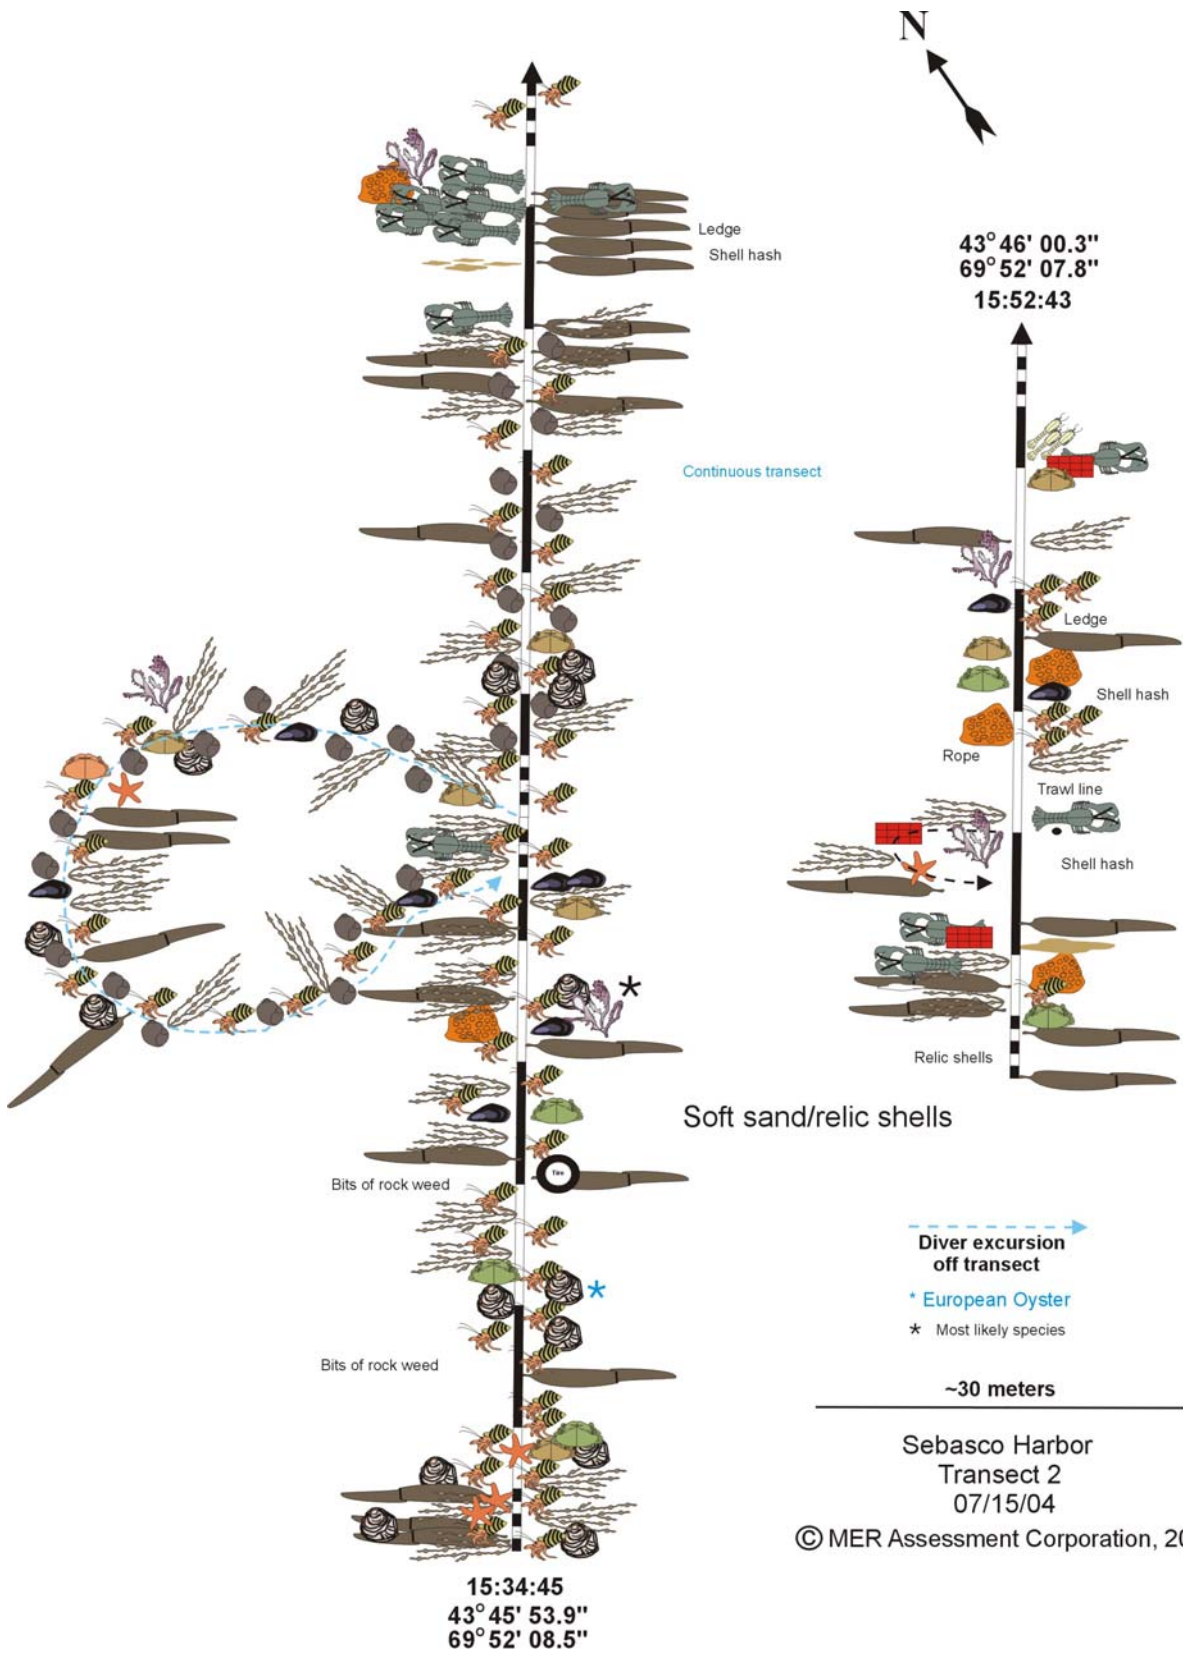 N
43° 46' 00.3"
69° 52' 07.8"
15:52:43
Ledge
Shell hash
Continuous transect
Ledge
Shell hash
Rope
Trawl line
Shell hash
*
Relic shells
Soft sand/relic shells
Tire
Bits of rock weed
*
Bits of rock weed
Diver excursion
off transect
* European Oyster
* Most likely species
~30 meters
Sebasco Harbor
Transect 2
07/15/04
© MER Assessment Corporation, 20
15:34:45
43° 45' 53.9"
69° 52' 08.5"